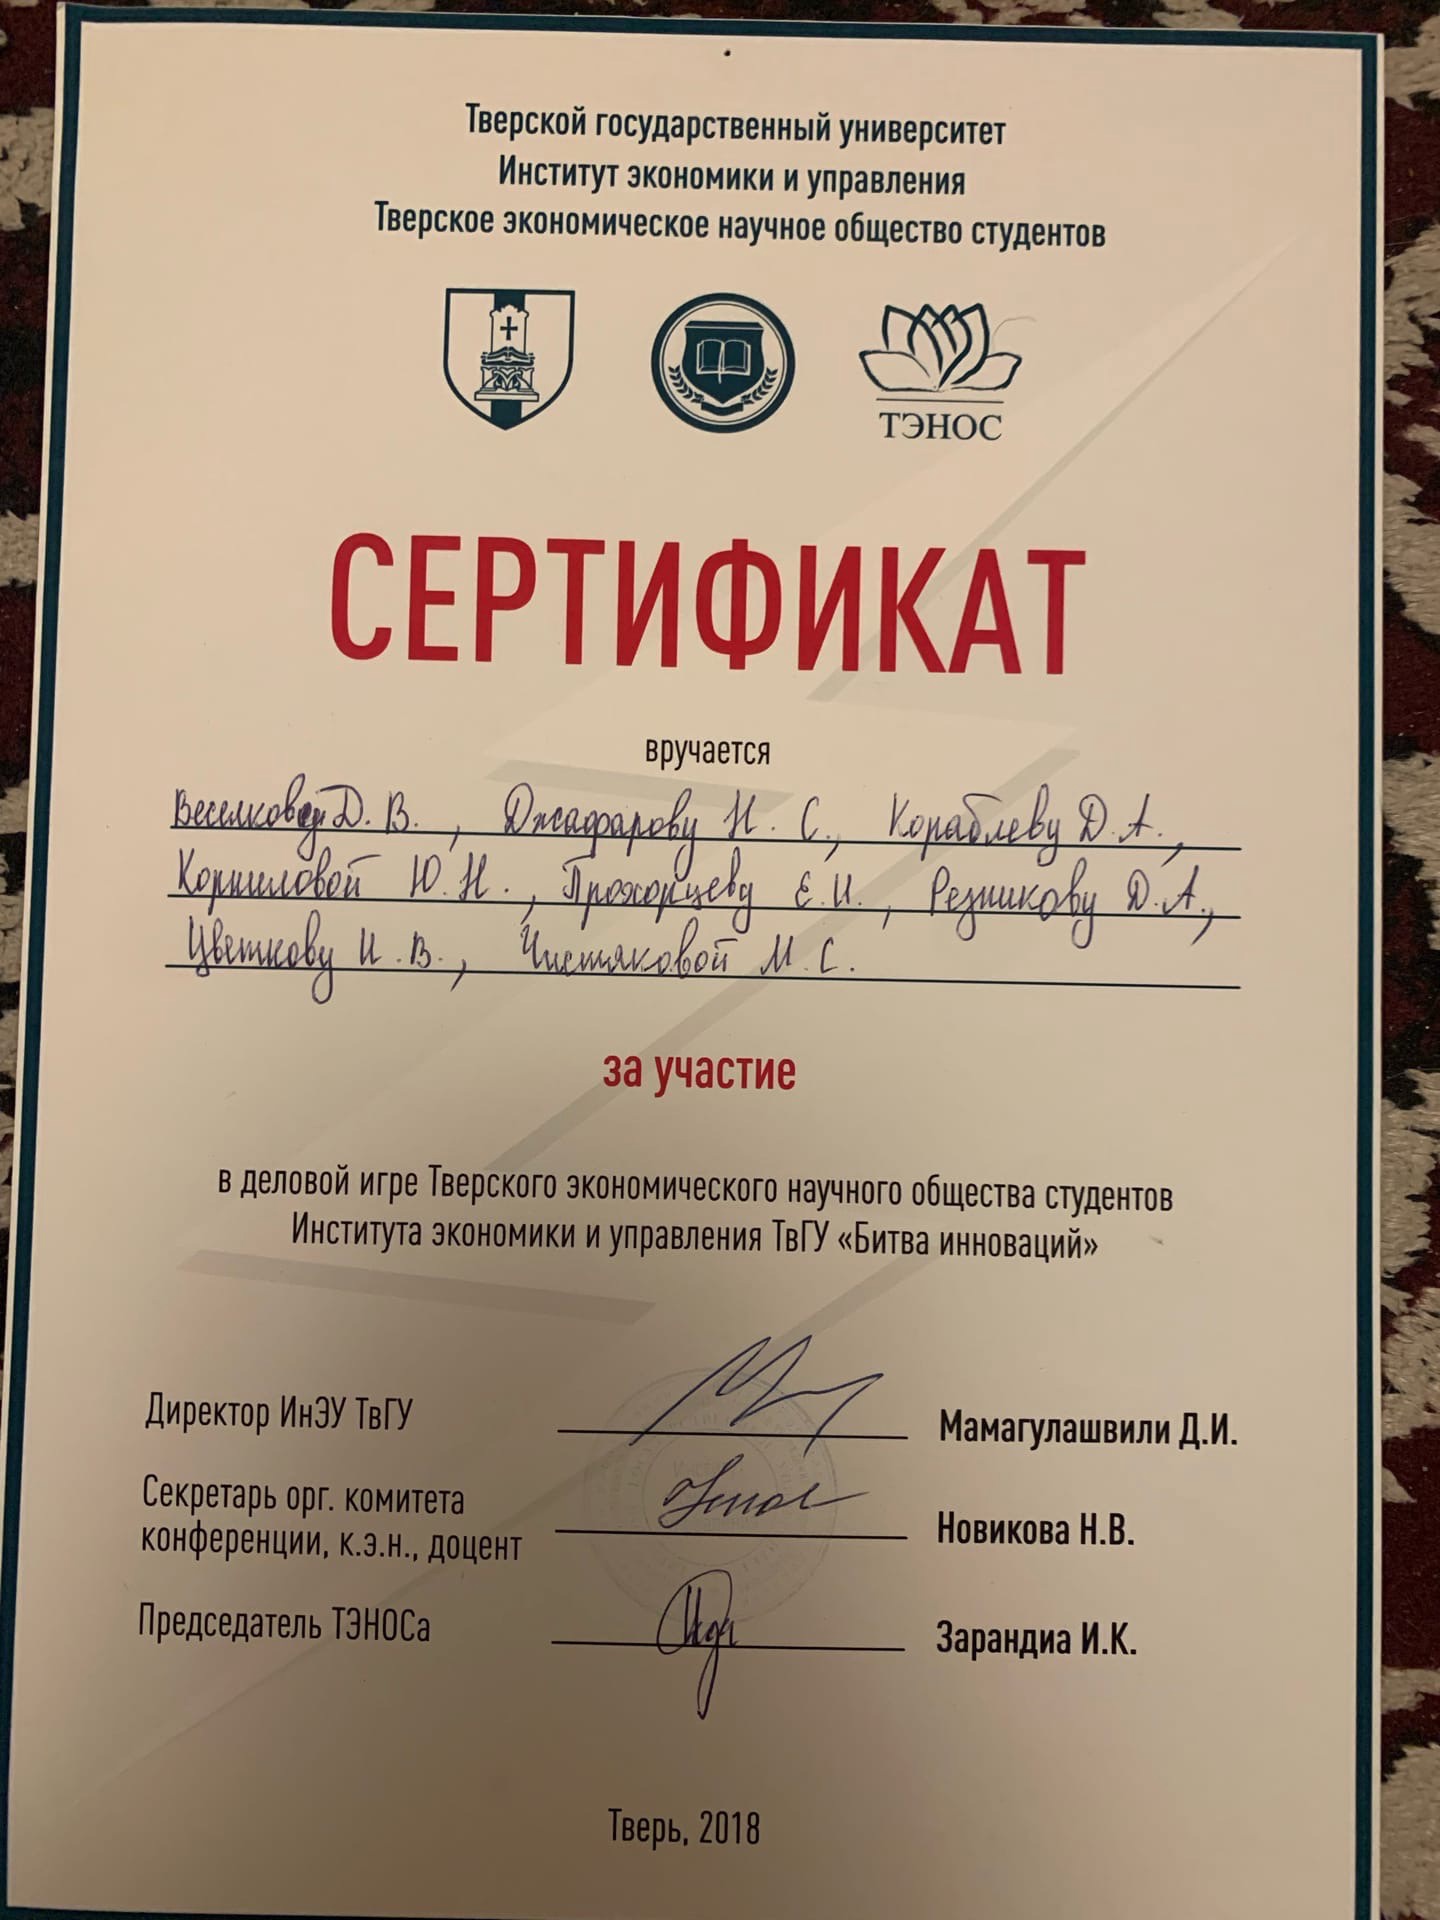 Тверской государственный университет
Институт экономики и управления
Тверское экономическое научное общество студентов
ТЭНОС
СЕРТИФИКАТ
вручается
Веселковой Д. В., Джафарову Н. С., Кораблеву Д. А.,
Корниловой Ю. Н., Прохорцеву Е. И., Резникову Д. А.,
Цветкову И. В., Чистяковой М. С.
за участие
в деловой игре Тверского экономического научного общества студентов
Института экономики и управления ТвГУ «Битва инноваций»
Директор ИнЭУ ТвГУ Мамагулашвили Д.И.
Секретарь орг. комитета
конференции, к.э.н., доцент Новикова Н.В.
Председатель ТЭНОСа Зарандиа И.К.
Тверь, 2018